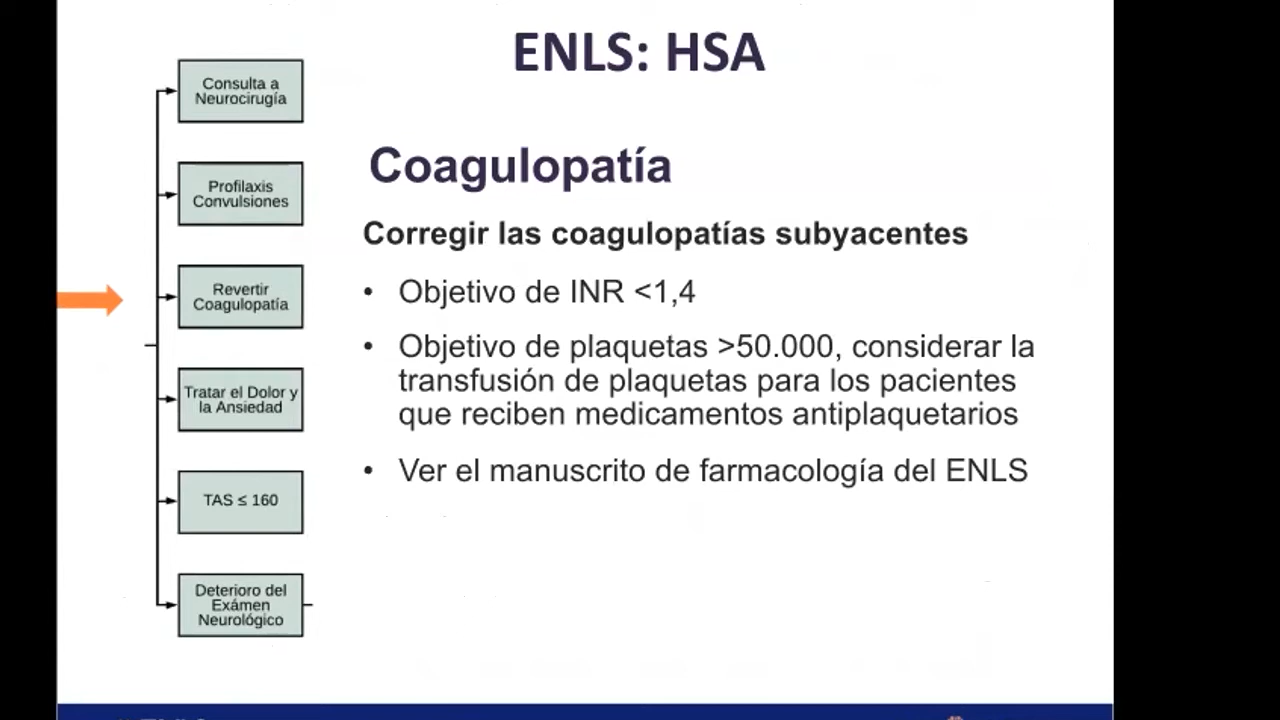 ENLS: HSA
Consulta a
Neurocirugía
Profilaxis
Convulsiones
Revertir
Coagulopatía
Tratar el Dolor y
la Ansiedad
TAS ≤ 160
Deterioro del
Exámen
Neurológico
Coagulopatía
Corregir las coagulopatías subyacentes
• Objetivo de INR <1,4
• Objetivo de plaquetas >50.000, considerar la
transfusión de plaquetas para los pacientes
que reciben medicamentos antiplaquetarios
• Ver el manuscrito de farmacología del ENLS